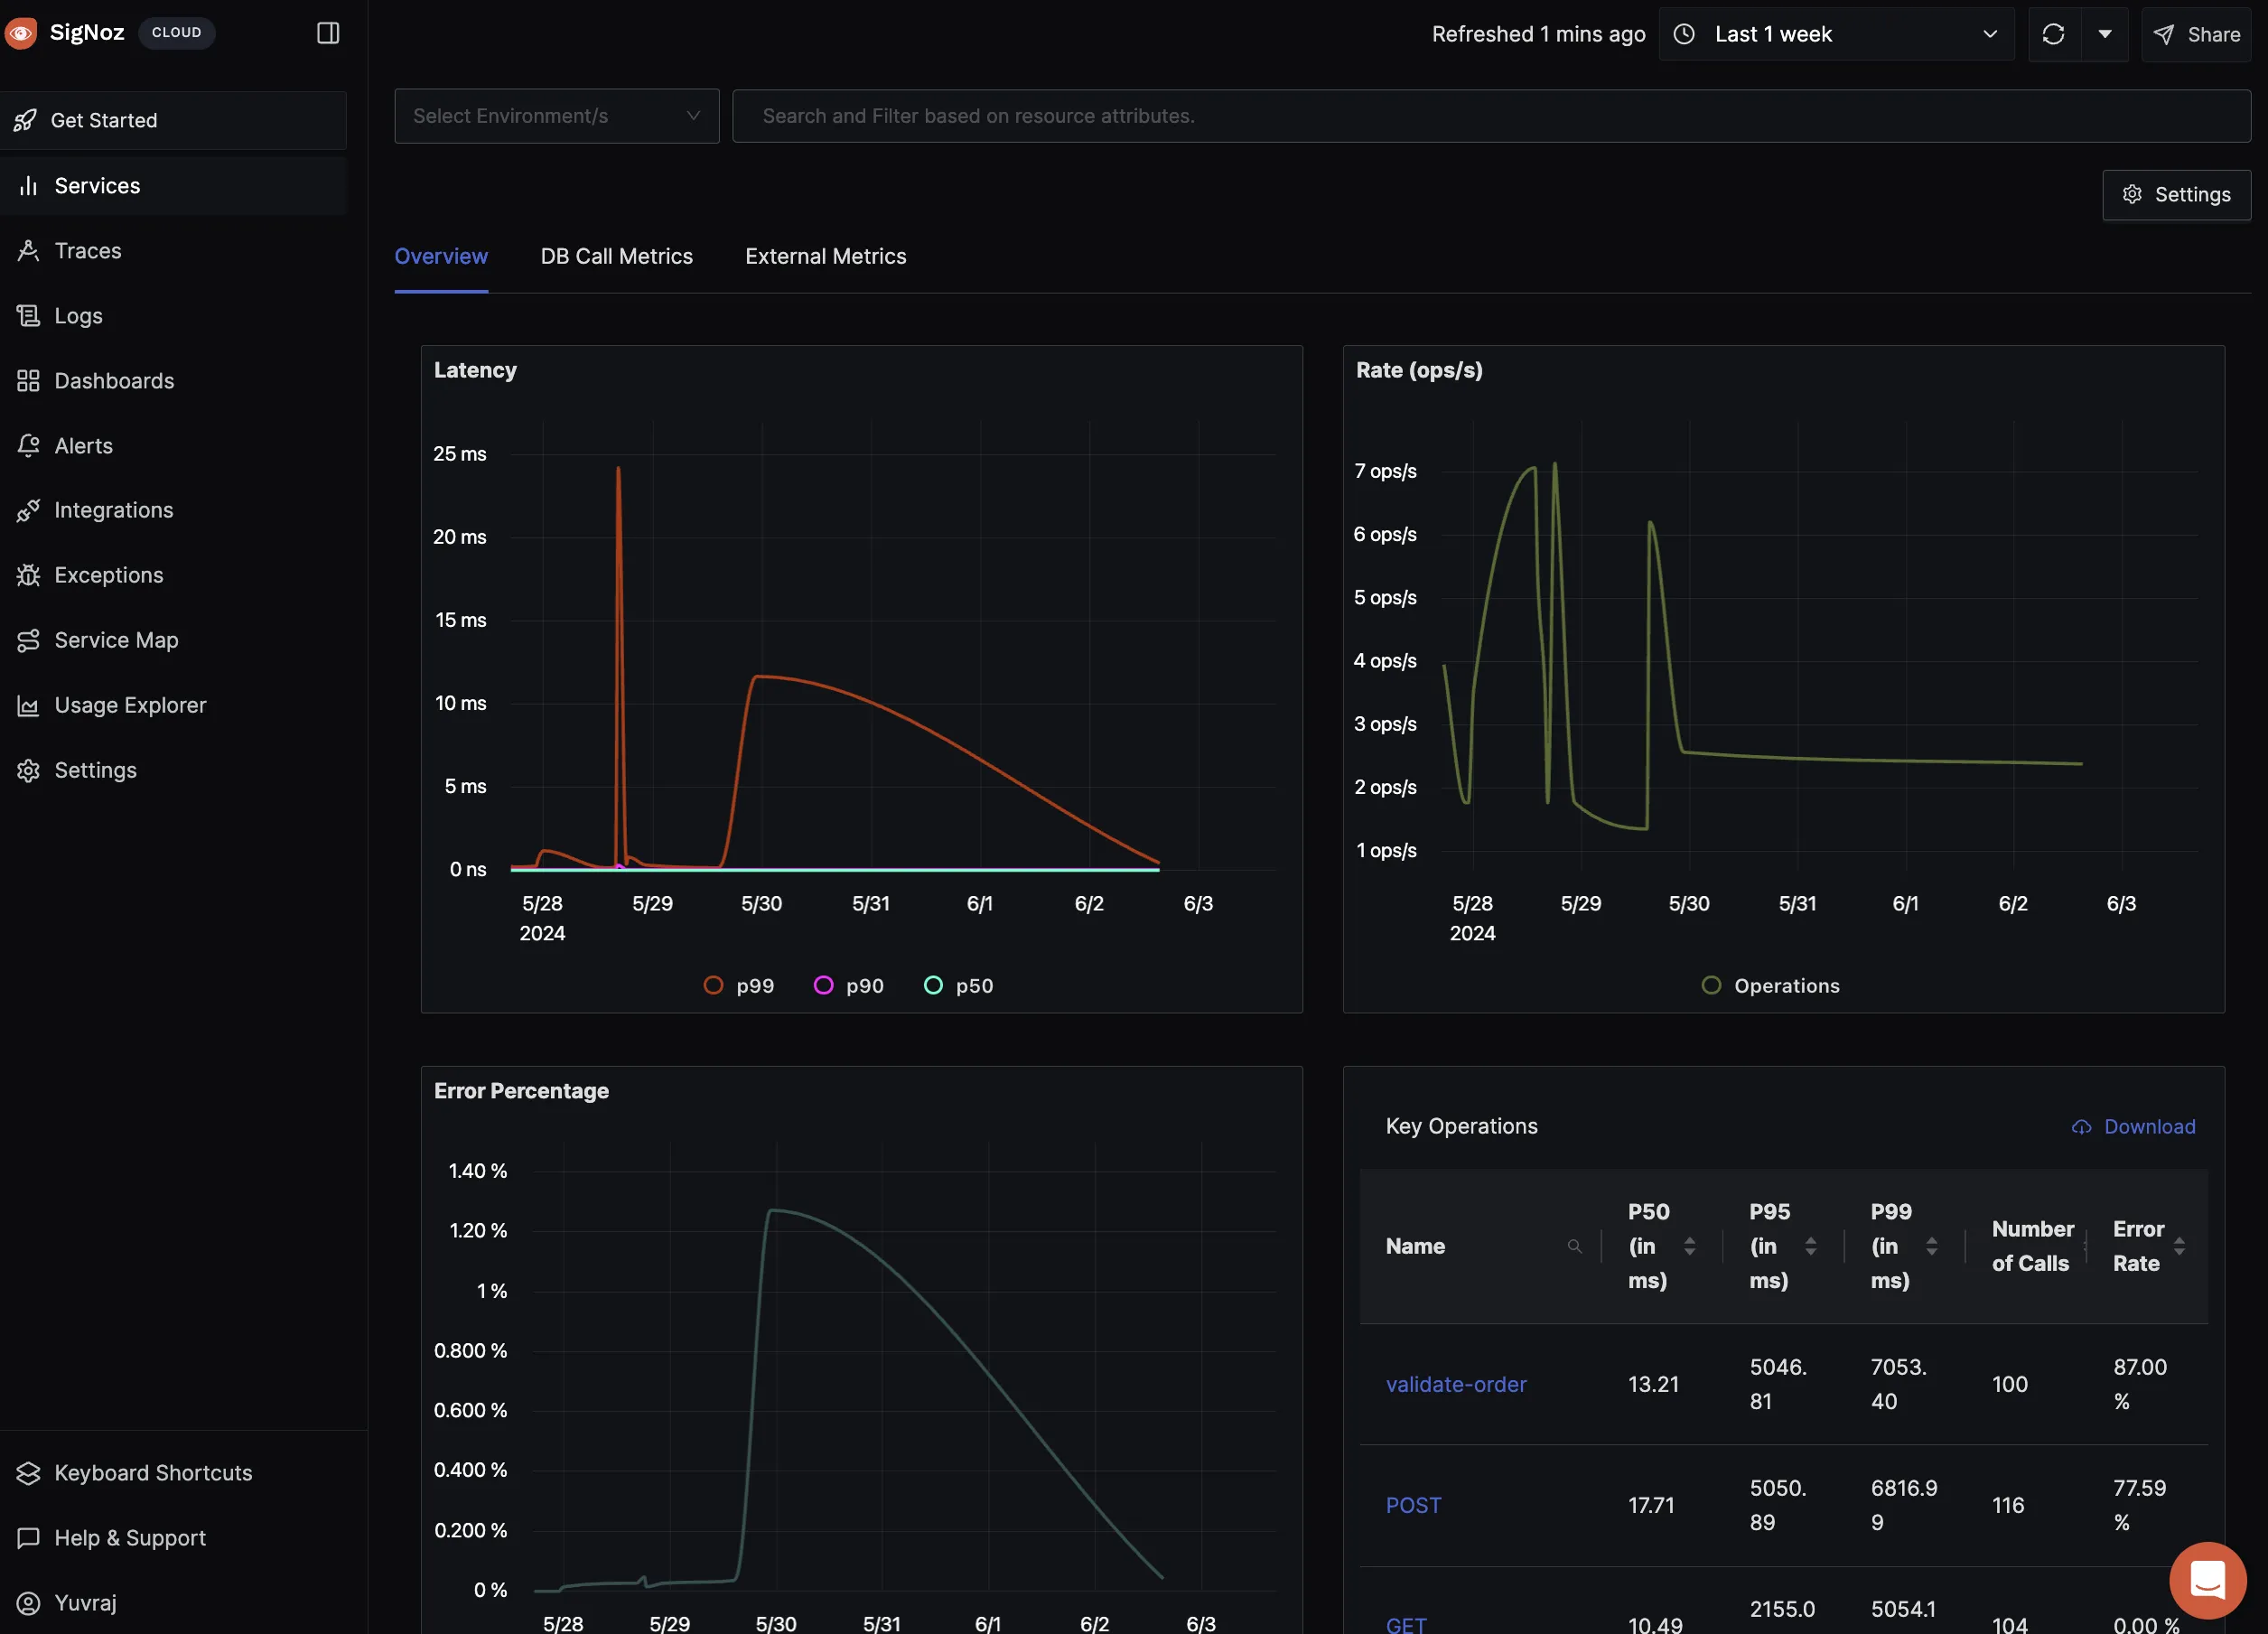 SigNoz CLOUD
Refreshed 1 mins ago Last 1 week Share
Get Started
Services
Traces
Logs
Dashboards
Alerts
Integrations
Exceptions
Service Map
Usage Explorer
Settings
Keyboard Shortcuts
Help & Support
Yuvraj
Select Environment/s Search and Filter based on resource attributes.
Settings
Overview DB Call Metrics External Metrics
Latency
25 ms
20 ms
15 ms
10 ms
5 ms
0 ns
5/28 5/29 5/30 5/31 6/1 6/2 6/3
2024
p99 p90 p50
Rate (ops/s)
7 ops/s
6 ops/s
5 ops/s
4 ops/s
3 ops/s
2 ops/s
1 ops/s
5/28 5/29 5/30 5/31 6/1 6/2 6/3
2024
Operations
Error Percentage
1.40 %
1.20 %
1 %
0.800 %
0.600 %
0.400 %
0.200 %
0 %
5/28 5/29 5/30 5/31 6/1 6/2 6/3
Key Operations Download
Name
P50
(in
ms)
P95
(in
ms)
P99
(in
ms)
Number
of Calls
Error
Rate
validate-order
13.21
5046.
81
7053.
40
100
87.00
%
POST
17.71
5050.
89
6816.9
9
116
77.59
%
GET
10.49
2155.0
5054.1
104
0.00 %